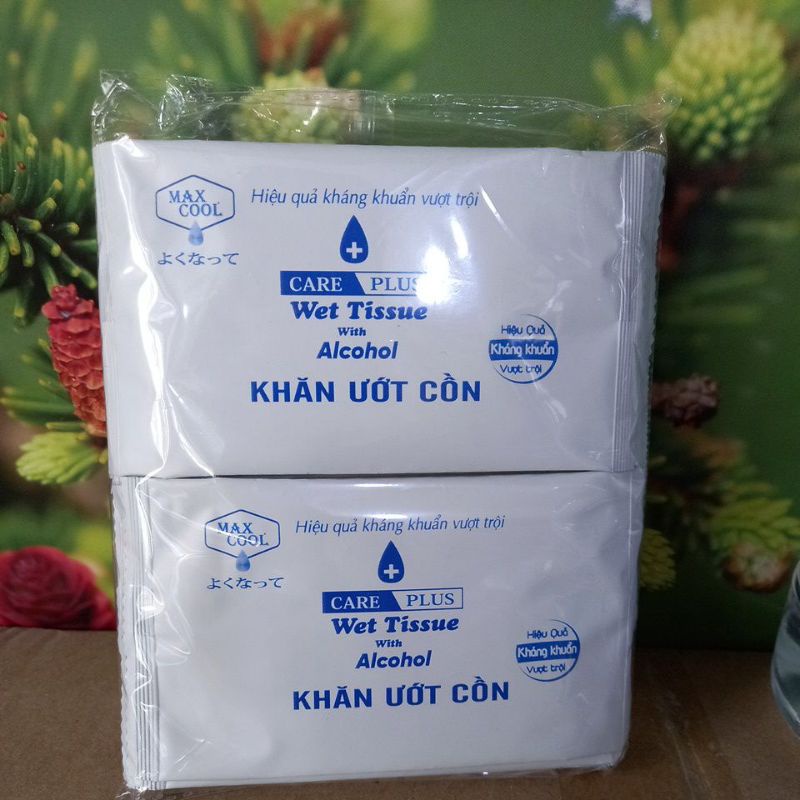 MAX
COOL
Hiệu quả kháng khuẩn vượt trội
よくなって
CARE PLUS
Wet Tissue
With
Alcohol
Hiệu Quả
Kháng khuẩn
Vượt trội
KHĂN ƯỚT CỒN
MAX
COOL
Hiệu quả kháng khuẩn vượt trội
よくなって
CARE PLUS
Wet Tissue
With
Alcohol
Hiệu Quả
Kháng khuẩn
Vượt trội
KHĂN ƯỚT CỒN